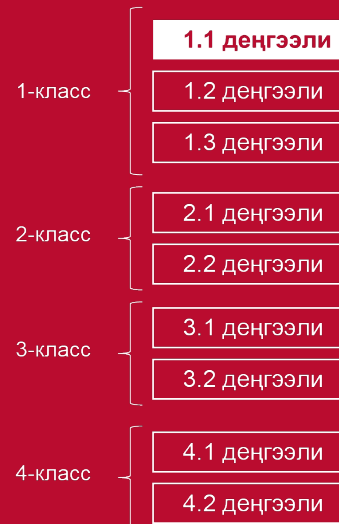 1-класс
1.1 деңгээли
1.2 деңгээли
1.3 деңгээли
2-класс
2.1 деңгээли
2.2 деңгээли
3-класс
3.1 деңгээли
3.2 деңгээли
4-класс
4.1 деңгээли
4.2 деңгээли